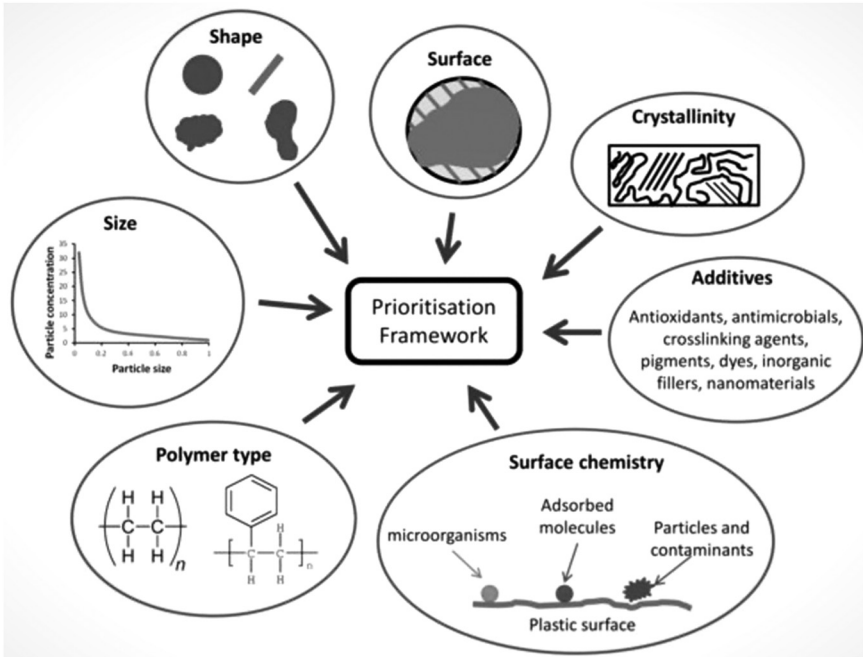 Shape
Surface
Crystallinity
Size
Particle concentration
35
30
25
20
15
10
5
0
0
0.2
0.4
0.6
0.8
1
Particle size
Prioritisation
Framework
Additives
Antioxidants, antimicrobials,
crosslinking agents,
pigments, dyes, inorganic
fillers, nanomaterials
Polymer type
H H
C C
H H
n
H
C C
H H
n
Surface chemistry
microorganisms
Adsorbed
molecules
Particles and
contaminants
Plastic surface